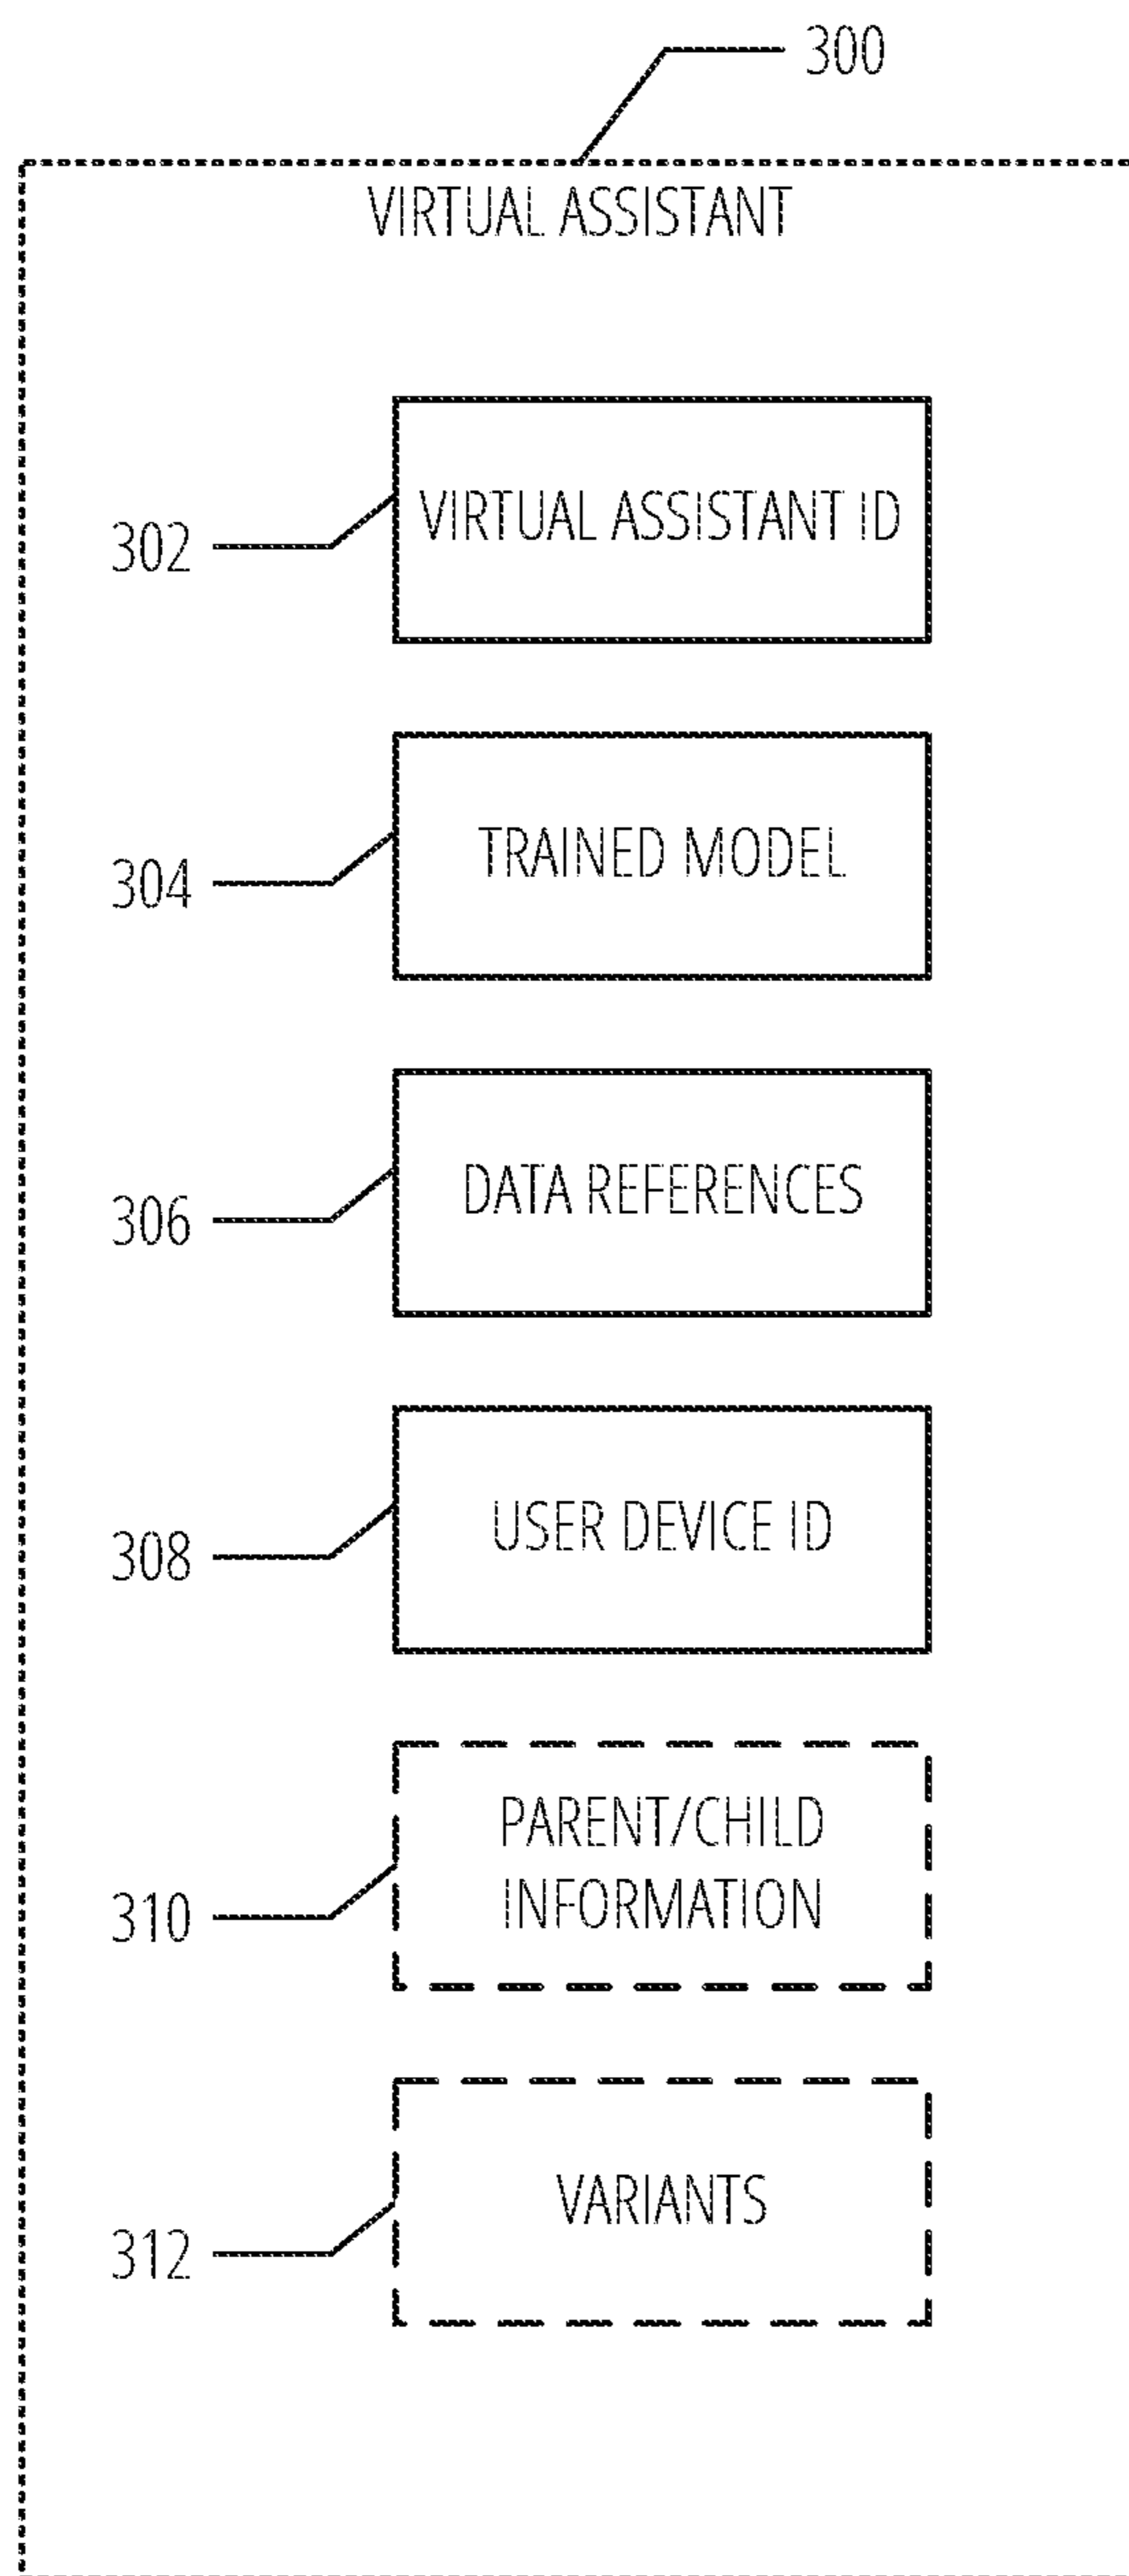 300
VIRTUAL ASSISTANT
VIRTUAL ASSISTANT ID
302
TRAINED MODEL
304
DATA REFERENCES
306
USER DEVICE ID
308
PARENT/CHILD
INFORMATION
310
VARIANTS
312